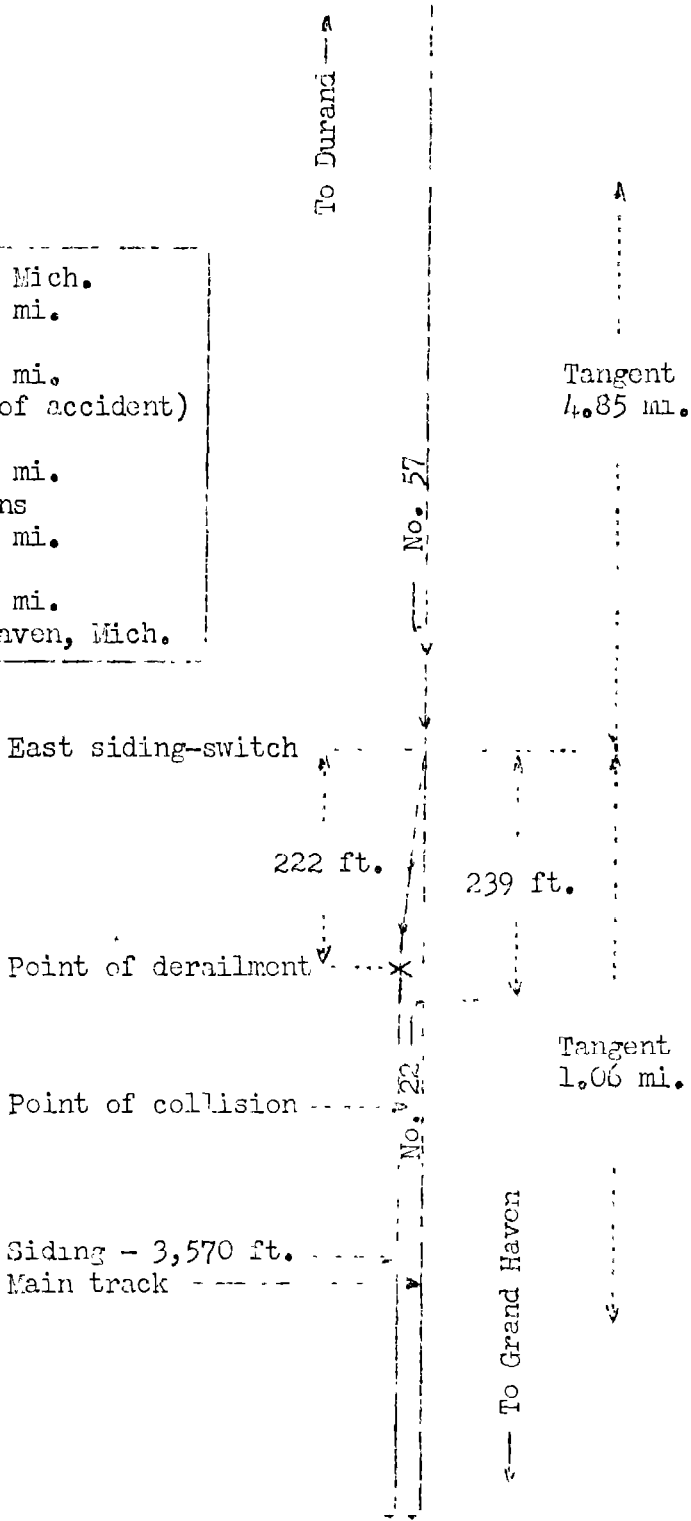 To Durand
Mich.
mi.
mi.
of accident)
mi.
ns
mi.
mi.
aven, Mich.
Tangent
4.85 mi.
No. 57
East siding-switch
222 ft.
239 ft.
Point of derailment
Tangent
1.06 mi.
Point of collision
No. 22
Siding - 3,570 ft.
Main track
To Grand Haven